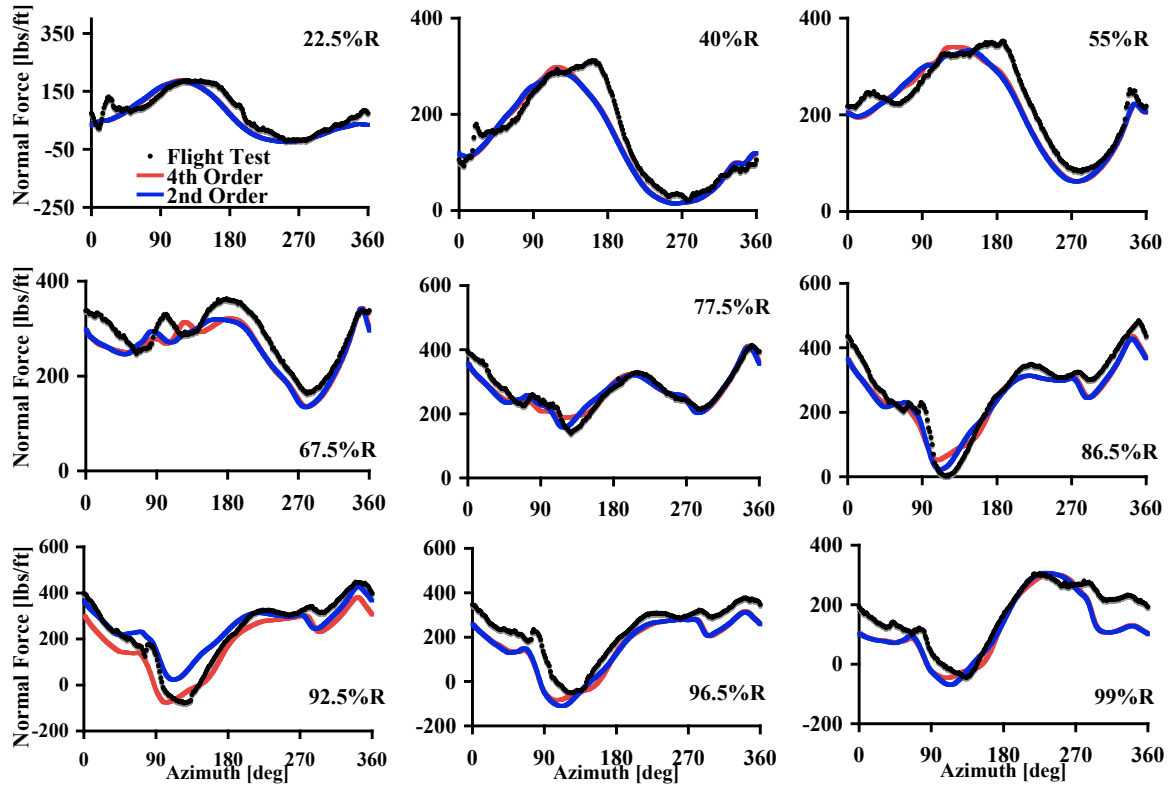 Normal Force [lbs/ft]
350
150
-50
-250
0 90 180 270 360
22.5%R
Flight Test
4th Order
2nd Order
400
200
0
0 90 180 270 360
40%R
400
200
0
0 90 180 270 360
55%R
Normal Force [lbs/ft]
400
200
0
0 90 180 270 360
67.5%R
600
400
200
0
0 90 180 270 360
77.5%R
600
400
200
0
0 90 180 270 360
86.5%R
Normal Force [lbs/ft]
600
400
200
0
-200
0 90 180 270 360
Azimuth [deg]
92.5%R
600
400
200
0
-200
0 90 180 270 360
Azimuth [deg]
96.5%R
400
200
0
-200
0 90 180 270 360
Azimuth [deg]
99%R